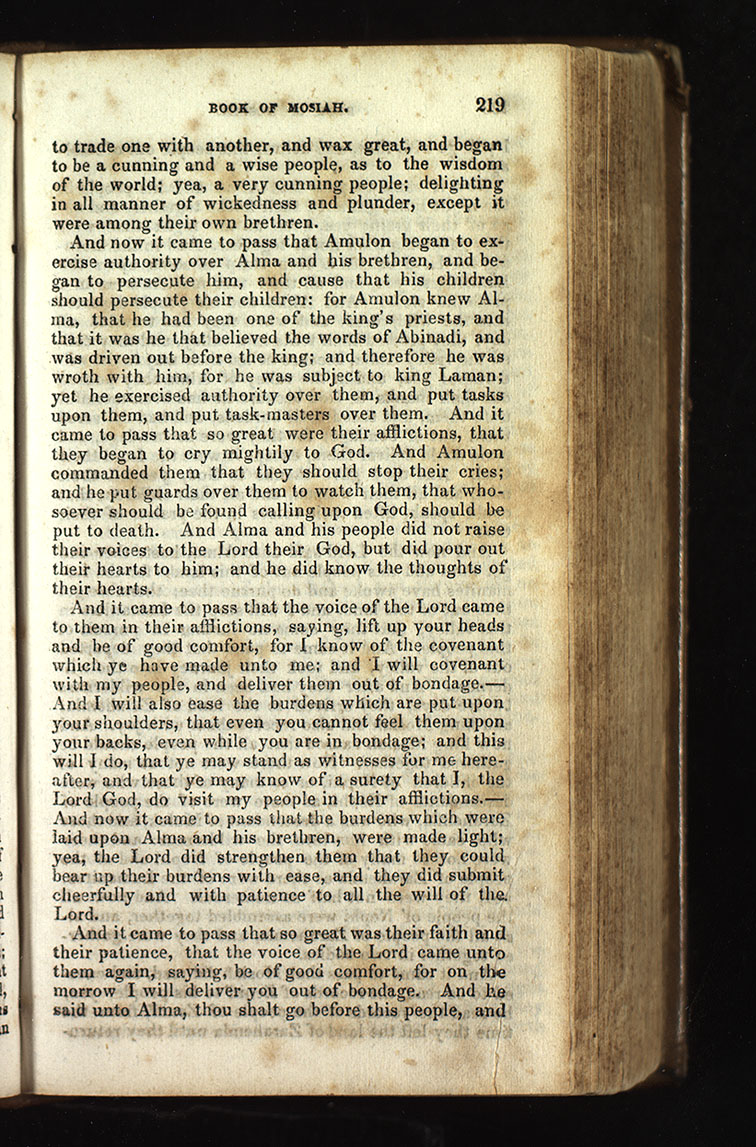 BOOK OF MOSIAH. 219
to trade one with another, and wax great, and began
to be a cunning and a wise people, as to the wisdom
of the world; yea, a very cunning people; delighting
in all manner of wickedness and plunder, except it
were among their own brethren.
And now it came to pass that Amulon began to ex-
ercise authority over Alma and his brethren, and be-
gan to persecute him, and cause that his children
should persecute their children: for Amulon knew Al-
ma, that he had been one of the king's priests, and
that it was he that believed the words of Abinadi, and
was driven out before the king; and therefore he was
wroth with him, for he was subject to king Laman;
yet he exercised authority over them, and put tasks
upon them, and put task-masters over them. And it
came to pass that so great were their afflictions, that
they began to cry mightily to God. And Amulon
commanded them that they should stop their cries;
and he put guards over them to watch them, that who-
soever should be found calling upon God, should be
put to death. And Alma and his people did not raise
their voices to the Lord their God, but did pour out
their hearts to him; and he did know the thoughts of
their hearts.
And it came to pass that the voice of the Lord came
to them in their afflictions, saying, lift up your heads
and be of good comfort, for I know of the covenant
which ye have made unto me; and I will covenant
with my people, and deliver them out of bondage.—
And I will also ease the burdens which are put upon
your shoulders, that even you cannot feel them upon
your backs, even while you are in bondage; and this
will I do, that ye may stand as witnesses for me here-
after, and that ye may know of a surety that I, the
Lord God, do visit my people in their afflictions.—
And now it came to pass that the burdens which were
laid upon Alma and his brethren, were made light;
yea, the Lord did strengthen them that they could
bear up their burdens with ease, and they did submit
cheerfully and with patience to all the will of the
Lord.
And it came to pass that so great was their faith and
their patience, that the voice of the Lord came unto
them again, saying, be of good comfort, for on the
morrow I will deliver you out of bondage. And he
said unto Alma, thou shalt go before this people, and